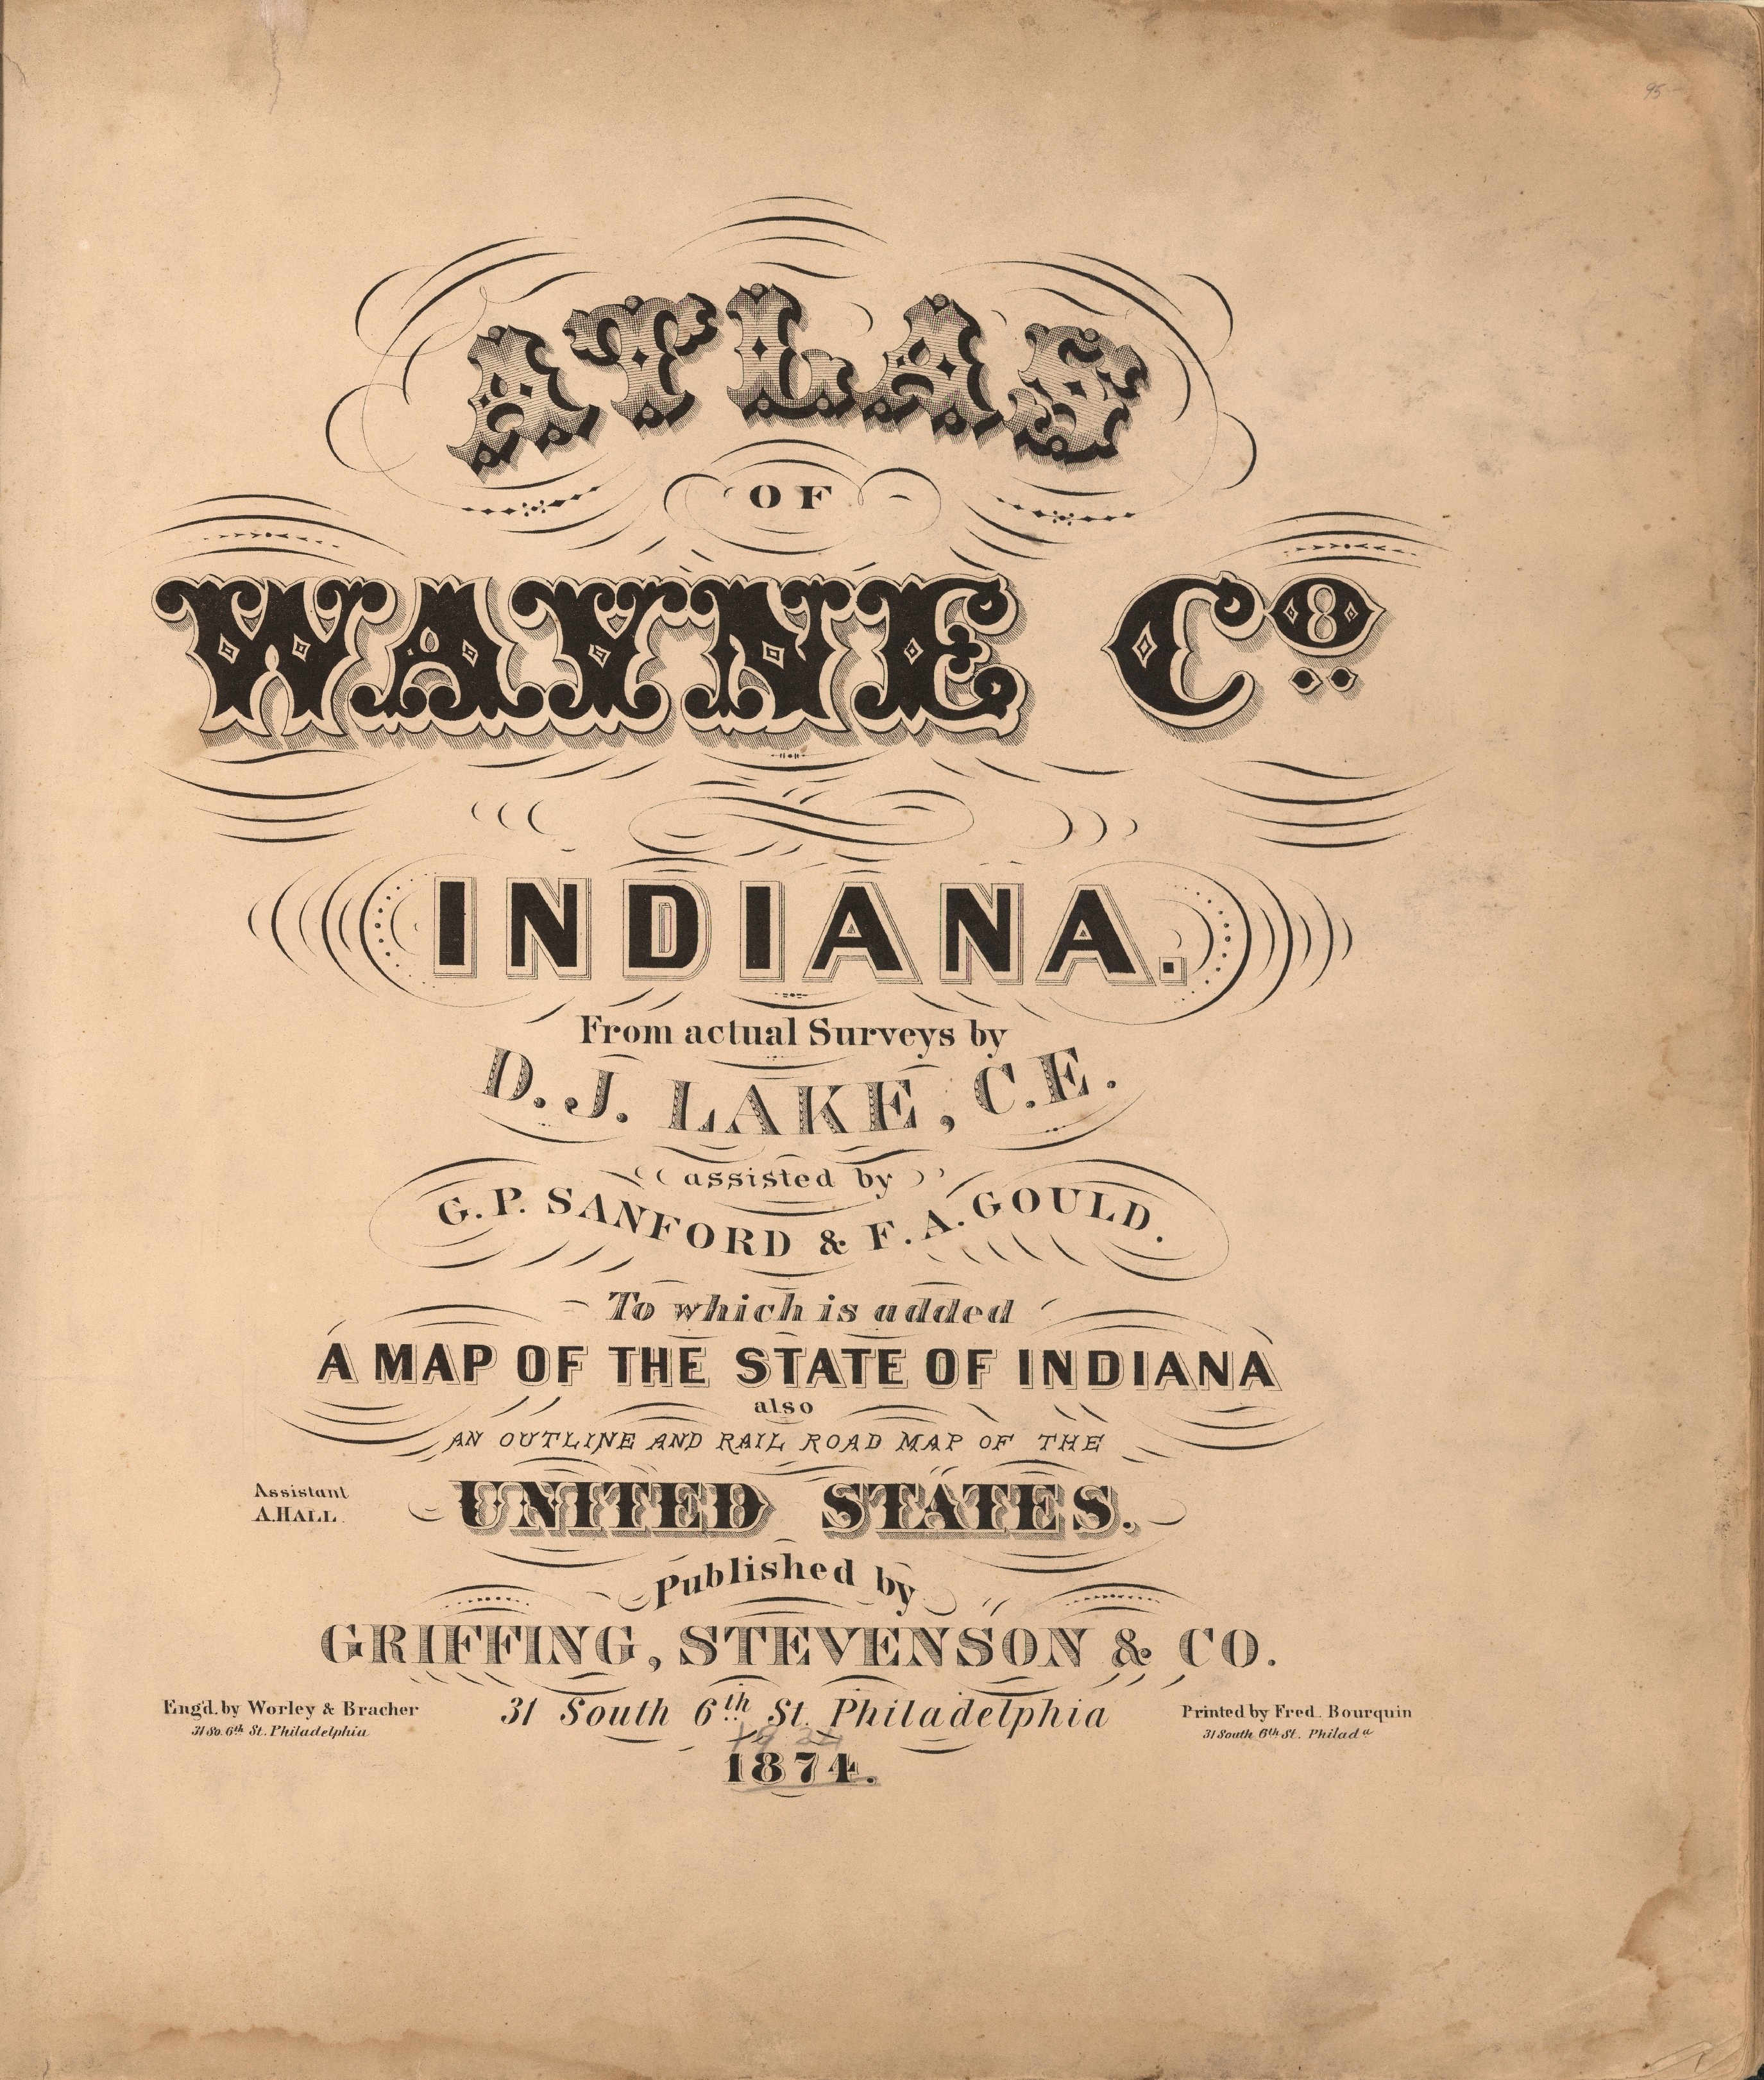 95
ATLAS
OF
WAYNE Co.
INDIANA.
From actual Surveys by
D. J. LAKE, C.E.
assisted by
G. P. SANFORD & F. A. GOULD.
To which is added
A MAP OF THE STATE OF INDIANA
also
AN OUTLINE AND RAIL ROAD MAP OF THE
Assistant
A. HALL.
UNITED STATES.
Published by
GRIFFING, STEVENSON & CO.
Eng'd. by Worley & Bracher
31 So. 6th St. Philadelphia
31 South 6th St. Philadelphia
Printed by Fred. Bourquin
31 South 6th St. Philada
1874.